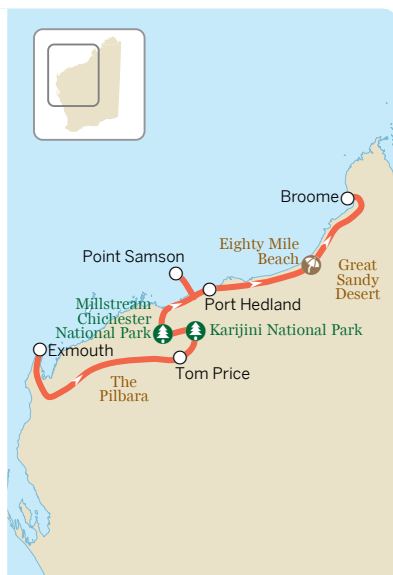 Broome
Eighty Mile
Beach
Great
Sandy
Desert
Point Samson
Port Hedland
Millstream
Chichester
National Park
Karijini National Park
Exmouth
Tom Price
The
Pilbara